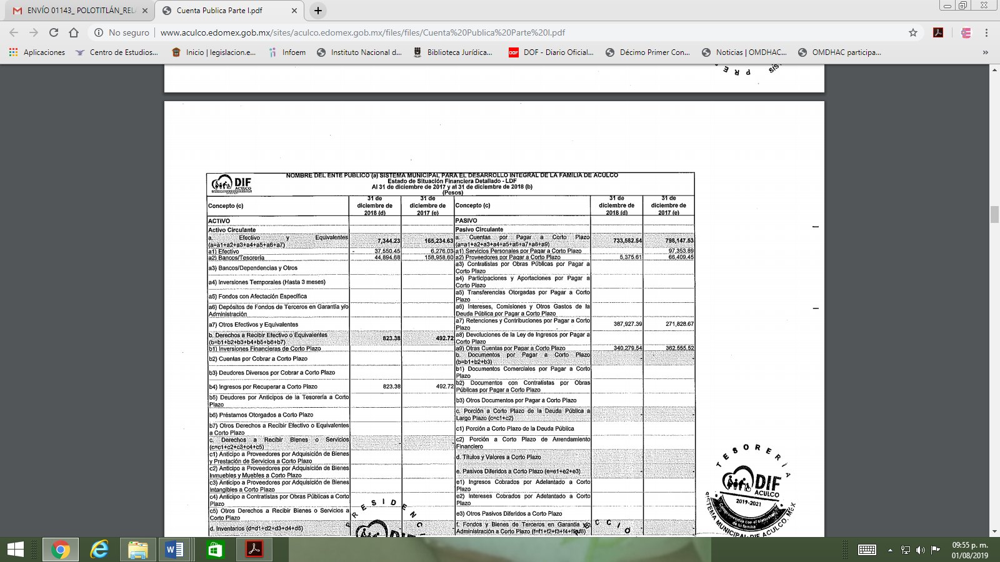 ENVÍO 01143_ POLOTITLÁN_REL
Cuenta Publica Parte I.pdf
No seguro
www.aculco.edomex.gob.mx/sites/aculco.edomex.gob.mx/files/files/Cuenta%20Publica%20Parte%20I.pdf
Aplicaciones
Centro de Estudios...
Inicio | legislacion.e...
Infoem
Instituto Nacional d...
Biblioteca Jurídica...
DOF - Diario Oficial...
Décimo Primer Con...
Noticias | OMDHAC...
OMDHAC participa...
DIF
ACULCO
NOMBRE DEL ENTE PUBLICO (a) SISTEMA MUNICIPAL PARA EL DESARROLLO INTEGRAL DE LA FAMILIA DE ACULCO
Estado de Situación Financiera Detallado - LDF
Al 31 de diciembre de 2017 y al 31 de diciembre de 2018 (b)
(Pesos)
Concepto (c) 31 de diciembre de 2018 (d) 31 de diciembre de 2017 (e) Concepto (c) 31 de diciembre de 2018 (d) 31 de diciembre de 2017 (e)
ACTIVO
Activo Circulante
a. Efectivo y Equivalentes
(a=a1+a2+a3+a4+a5+a6+a7) 7,344.23 165,234.63
a1) Efectivo - 37,550.45 6,276.03
a2) Bancos/Tesorería 44,894.68 158,958.60
a3) Bancos/Dependencias y Otros
a4) Inversiones Temporales (Hasta 3 meses)
a5) Fondos con Afectación Específica
a6) Depósitos de Fondos de Terceros en Garantía y/o
Administración
a7) Otros Efectivos y Equivalentes
b. Derechos a Recibir Efectivo o Equivalentes
(b=b1+b2+b3+b4+b5+b6+b7) 823.38 492.72
b1) Inversiones Financieras de Corto Plazo
b2) Cuentas por Cobrar a Corto Plazo
b3) Deudores Diversos por Cobrar a Corto Plazo
b4) Ingresos por Recuperar a Corto Plazo 823.38 492.72
b5) Deudores por Anticipos de la Tesorería a Corto
Plazo
b6) Préstamos Otorgados a Corto Plazo
b7) Otros Derechos a Recibir Efectivo o Equivalentes
a Corto Plazo
c. Derechos a Recibir Bienes o Servicios
(c=c1+c2+c3+c4+c5) -
c1) Anticipo a Proveedores por Adquisición de Bienes
y Prestación de Servicios a Corto Plazo
c2) Anticipo a Proveedores por Adquisición de Bienes
Inmuebles y Muebles a Corto Plazo
c3) Anticipo a Proveedores por Adquisición de Bienes
Intangibles a Corto Plazo
c4) Anticipo a Contratistas por Obras Públicas a Corto
Plazo
c5) Otros Derechos a Recibir Bienes o Servicios a
Corto Plazo
d. Inventarios (d=d1+d2+d3+d4+d5)
PASIVO
Pasivo Circulante
a. Cuentas por Pagar a Corto Plazo
(a=a1+a2+a3+a4+a5+a6+a7+a8+a9) 733,582.54 798,147.53
a1) Servicios Personales por Pagar a Corto Plazo 97,353.89
a2) Proveedores por Pagar a Corto Plazo 5,375.61 66,409.45
a3) Contratistas por Obras Públicas por Pagar a
Corto Plazo
a4) Participaciones y Aportaciones por Pagar a
Corto Plazo
a5) Transferencias Otorgadas por Pagar a Corto
Plazo
a6) Intereses, Comisiones y Otros Gastos de la
Deuda Pública por Pagar a Corto Plazo
a7) Retenciones y Contribuciones por Pagar a Corto
Plazo 387,927.39 271,828.67
a8) Devoluciones de la Ley de Ingresos por Pagar a
Corto Plazo
a9) Otras Cuentas por Pagar a Corto Plazo 340,279.54 362,555.52
b. Documentos por Pagar a Corto Plazo
(b=b1+b2+b3) - -
b1) Documentos Comerciales por Pagar a Corto
Plazo
b2) Documentos con Contratistas por Obras
Públicas por Pagar a Corto Plazo
b3) Otros Documentos por Pagar a Corto Plazo
c. Porción a Corto Plazo de la Deuda Pública a
Largo Plazo (c=c1+c2) - -
c1) Porción a Corto Plazo de la Deuda Pública
c2) Porción a Corto Plazo de Arrendamiento
Financiero
d. Títulos y Valores a Corto Plazo
e. Pasivos Diferidos a Corto Plazo (e=e1+e2+e3) - -
e1) Ingresos Cobrados por Adelantado a Corto
Plazo
e2) Intereses Cobrados por Adelantado a Corto
Plazo
e3) Otros Pasivos Diferidos a Corto Plazo
f. Fondos y Bienes de Terceros en Garantía y/o
Administración a Corto Plazo (f=f1+f2+f3+f4+f5+f6)
PRESIDENCI
TESORERÍA
DIF
ACULCO
2019-2021
SISTEMA MUNICIPAL DIF ACULCO, MÉX
09:55 p. m.
01/08/2019